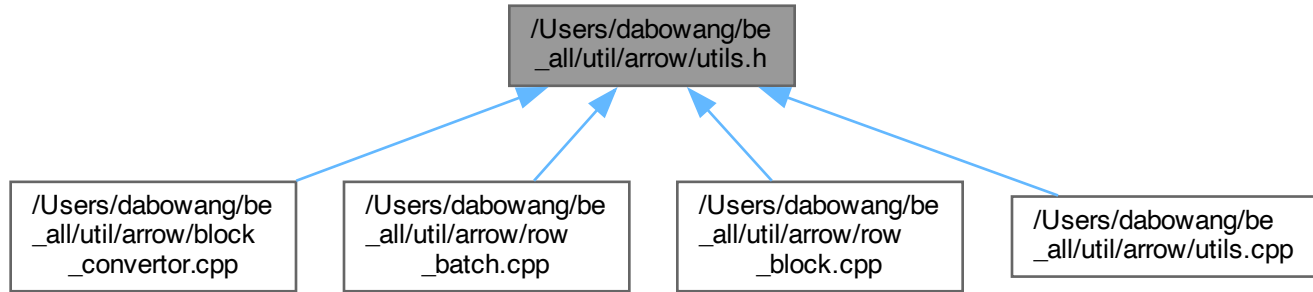 /Users/dabowang/be
_all/util/arrow/utils.h
/Users/dabowang/be
_all/util/arrow/block
_convertor.cpp
/Users/dabowang/be
_all/util/arrow/row
_batch.cpp
/Users/dabowang/be
_all/util/arrow/row
_block.cpp
/Users/dabowang/be
_all/util/arrow/utils.cpp